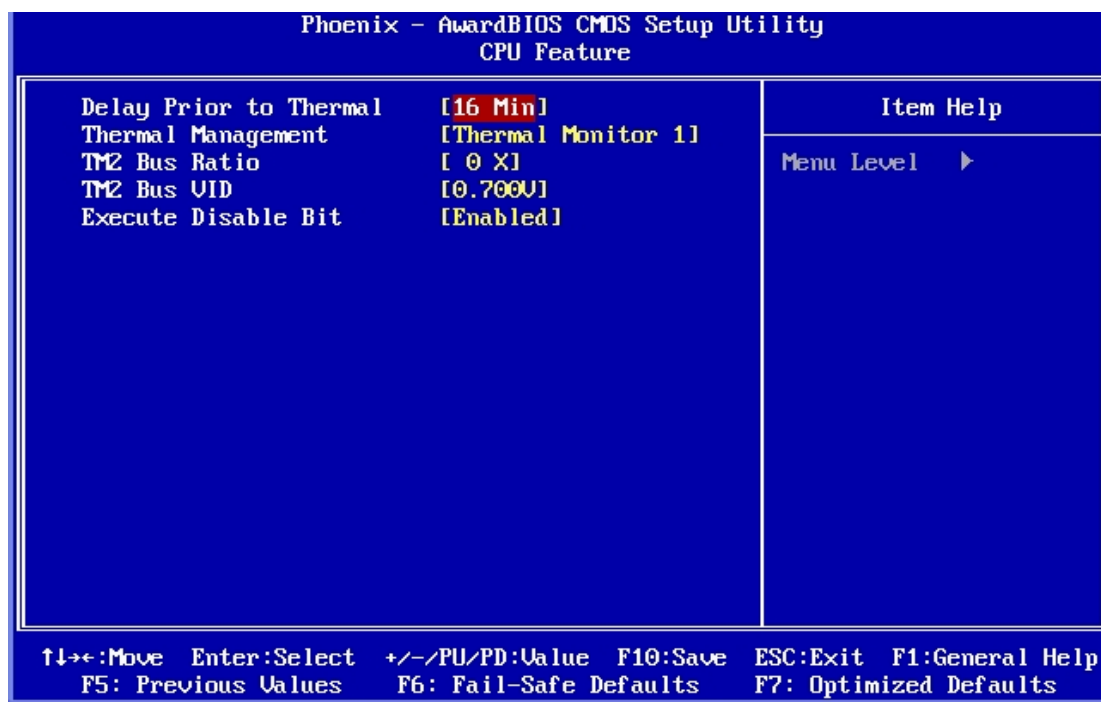 Phoenix - AwardBIOS CMOS Setup Utility
CPU Feature
Delay Prior to Thermal [16 Min]
Thermal Management [Thermal Monitor 1]
TM2 Bus Ratio [ 0 X]
TM2 Bus VID [0.700V]
Execute Disable Bit [Enabled]
Item Help
Menu Level ▶
↑↓→←:Move Enter:Select +/-/PU/PD:Value F10:Save ESC:Exit F1:General Help
F5: Previous Values F6: Fail-Safe Defaults F7: Optimized Defaults